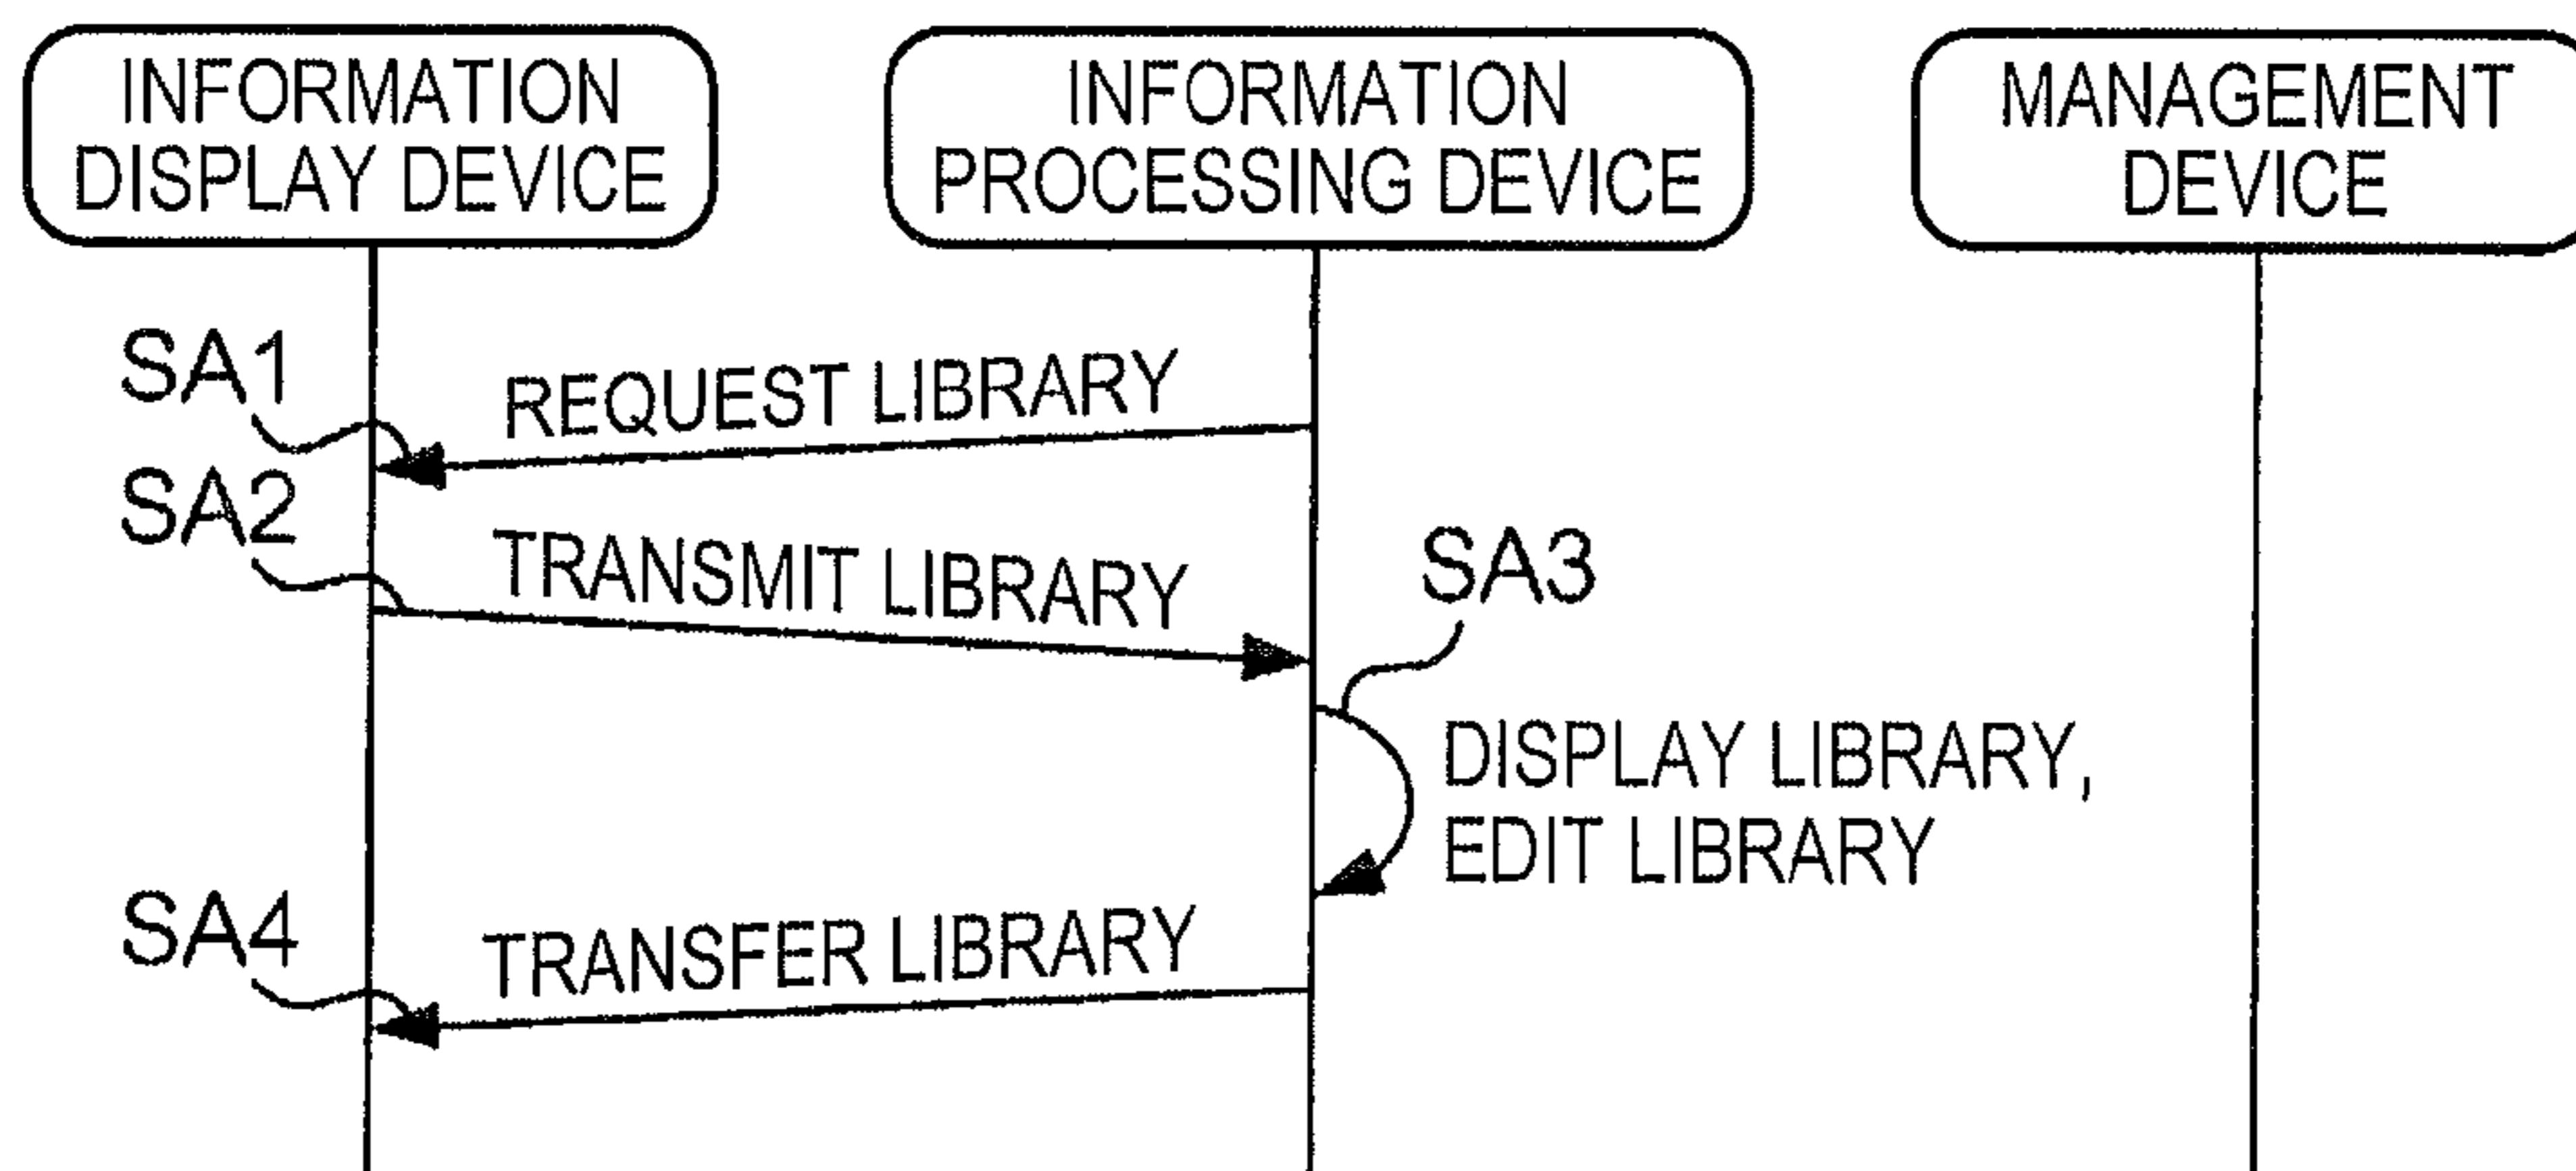 INFORMATION
DISPLAY DEVICE
INFORMATION
PROCESSING DEVICE
MANAGEMENT
DEVICE
SA1
REQUEST LIBRARY
SA2
TRANSMIT LIBRARY
SA3
DISPLAY LIBRARY,
EDIT LIBRARY
SA4
TRANSFER LIBRARY